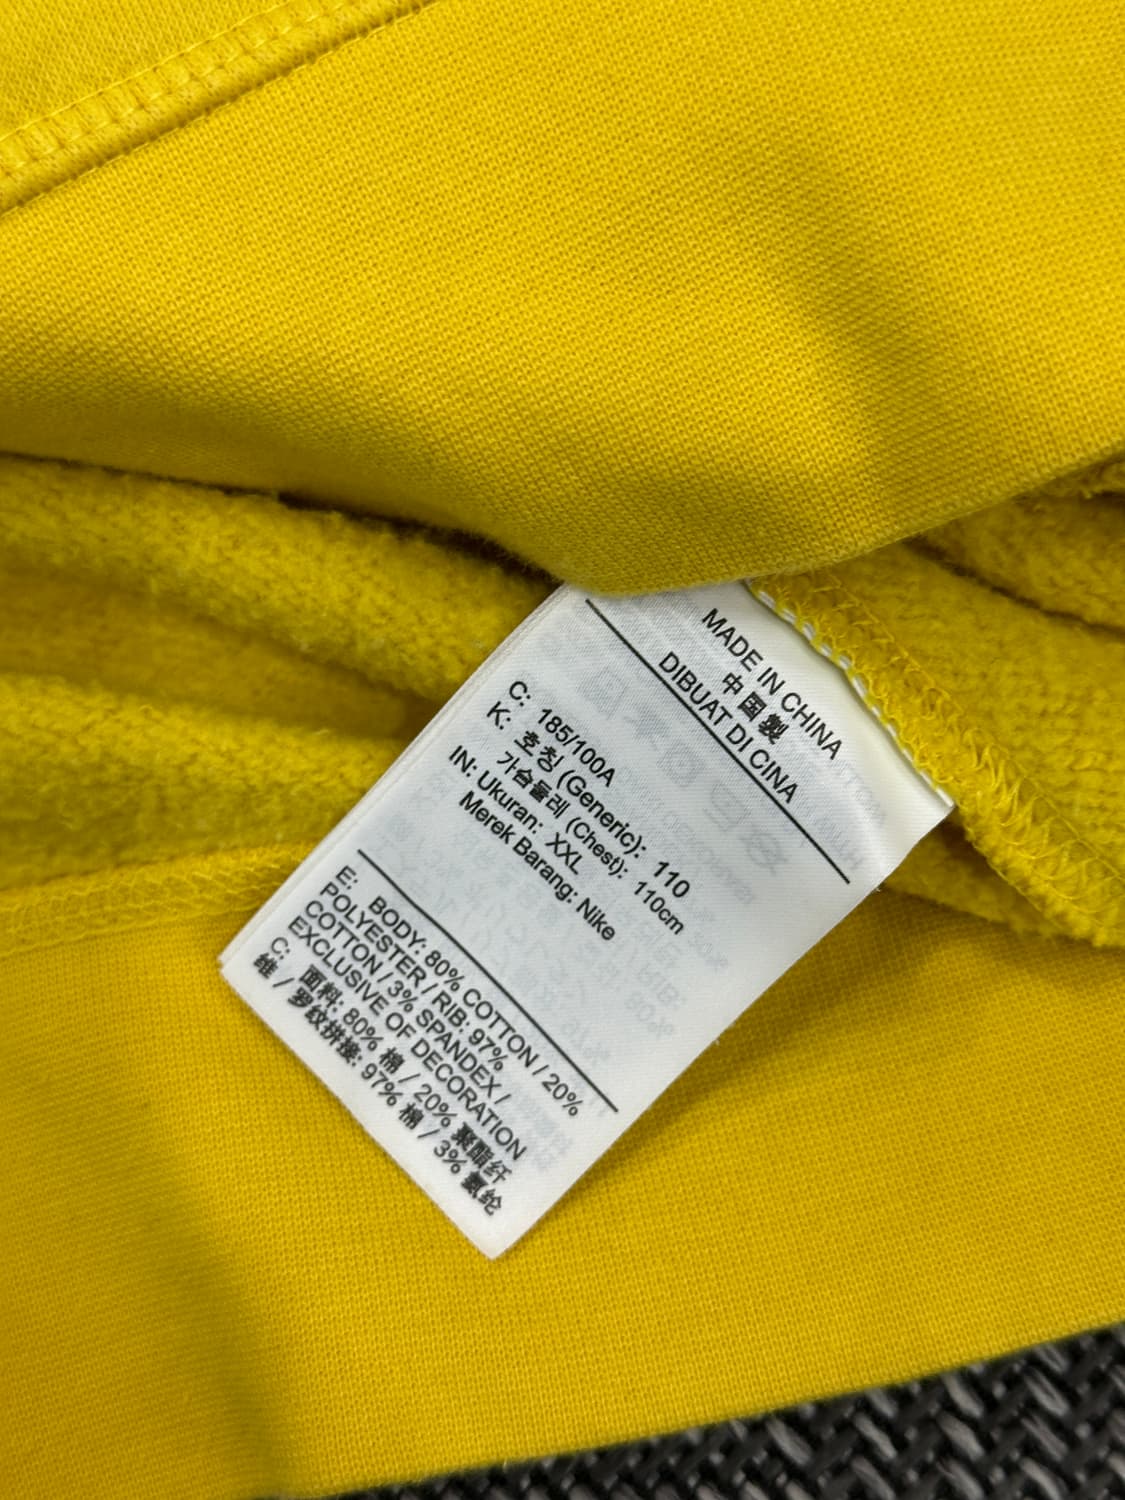 MADE IN CHINA
中国製
DIBUAT DI CINA
C: 185/100A
K: 호칭 (Generic): 110
가슴둘레 (Chest): 110cm
IN: Ukuran: XXL
Merek Barang: Nike
E: BODY: 80% COTTON / 20%
POLYESTER / RIB: 97%
COTTON / 3% SPANDEX /
EXCLUSIVE OF DECORATION
C: 面料: 80% 棉 / 20% 聚酯纤
维 / 罗纹拼接: 97% 棉 / 3% 氨纶